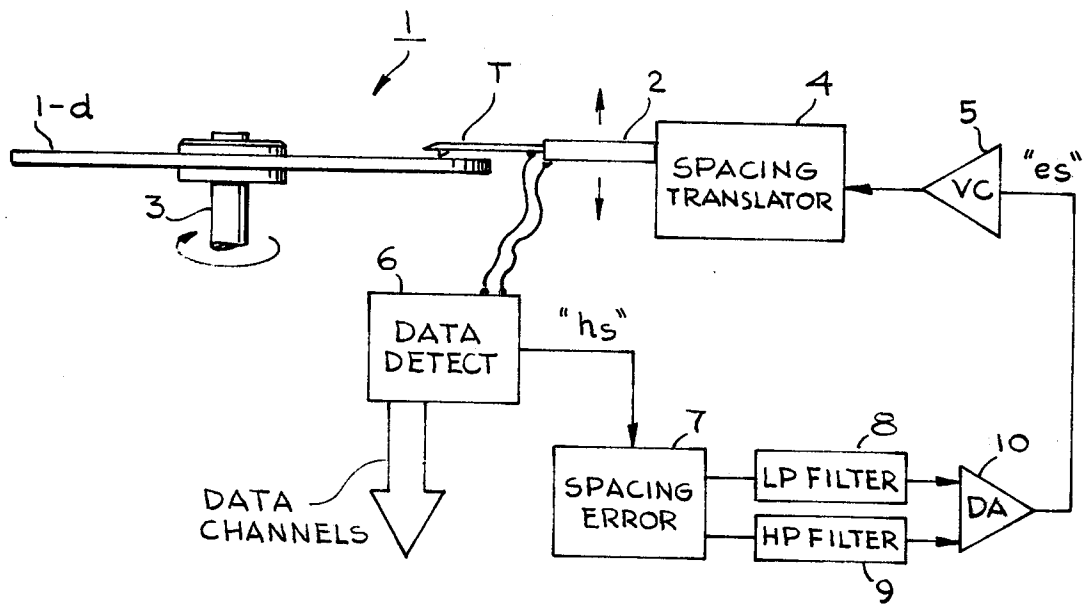 1
1-d
T
2
4
5
"es"
SPACING
TRANSLATOR
VC
3
6
DATA
DETECT
"hs"
7
8
10
SPACING
ERROR
LP FILTER
DA
HP FILTER
9
DATA
CHANNELS